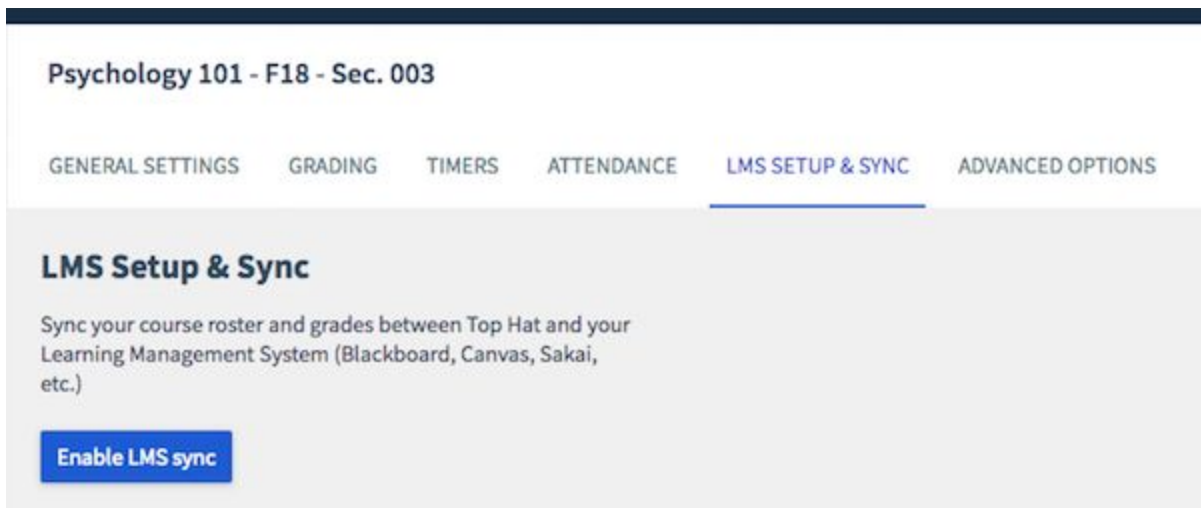 Psychology 101 - F18 - Sec. 003
GENERAL SETTINGS GRADING TIMERS ATTENDANCE LMS SETUP & SYNC ADVANCED OPTIONS
LMS Setup & Sync
Sync your course roster and grades between Top Hat and your
Learning Management System (Blackboard, Canvas, Sakai,
etc.)
Enable LMS sync